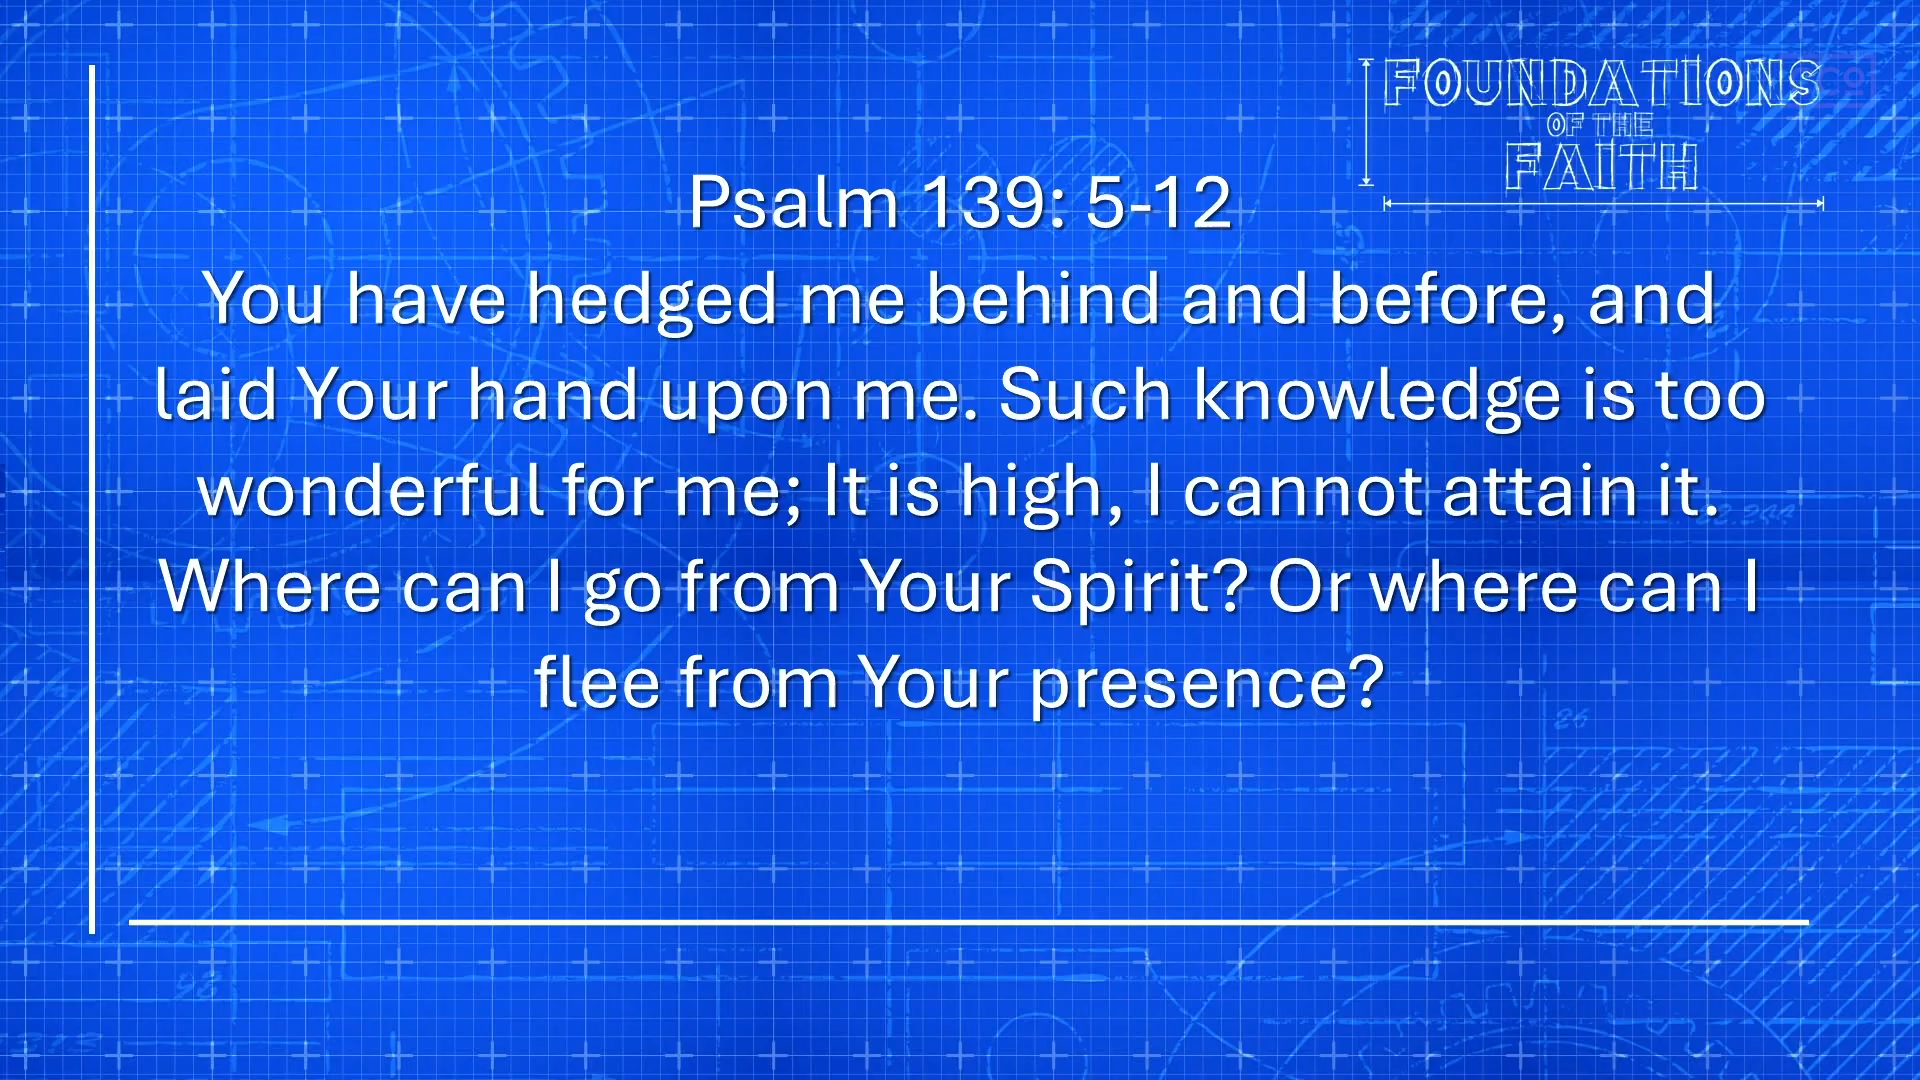 FOUNDATIONS
OF THE
FAITH
Psalm 139: 5-12
You have hedged me behind and before, and
laid Your hand upon me. Such knowledge is too
wonderful for me; It is high, I cannot attain it.
Where can I go from Your Spirit? Or where can I
flee from Your presence?
26
98